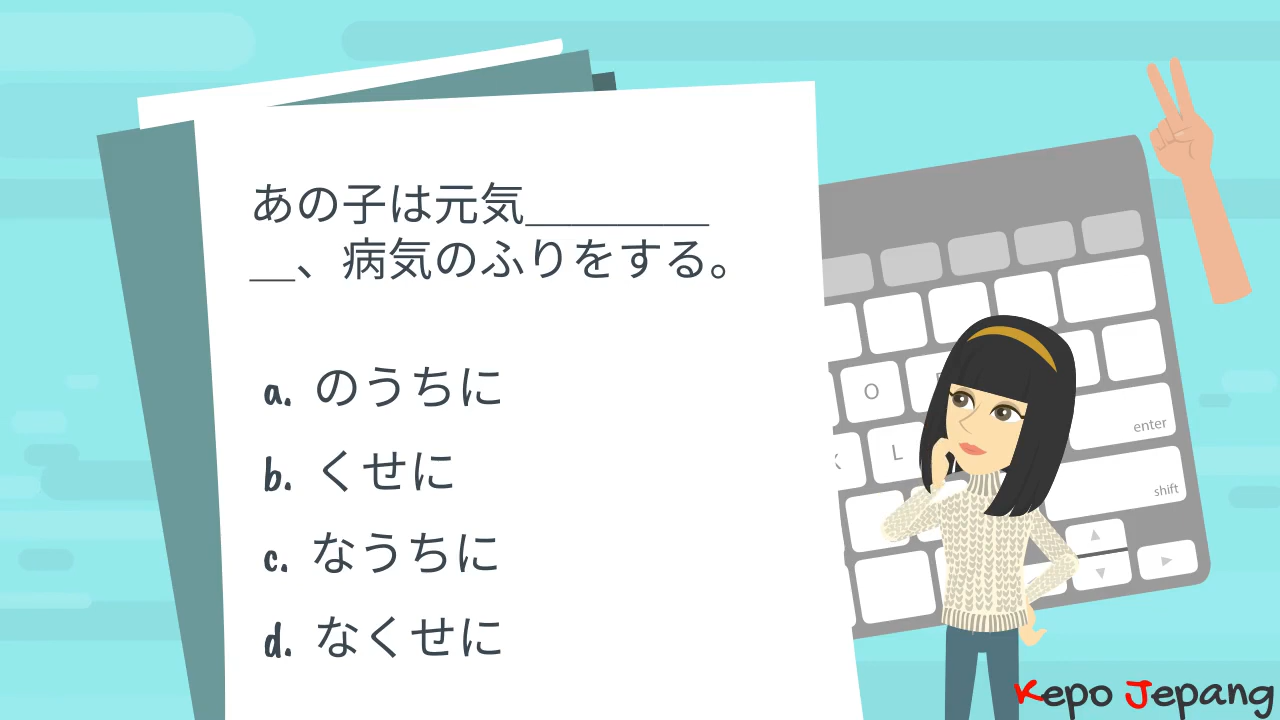 あの子は元気________
__、病気のふりをする。
a. のうちに
b. くせに
c. なうちに
d. なくせに
O
L
enter
shift
Kepo Jepang